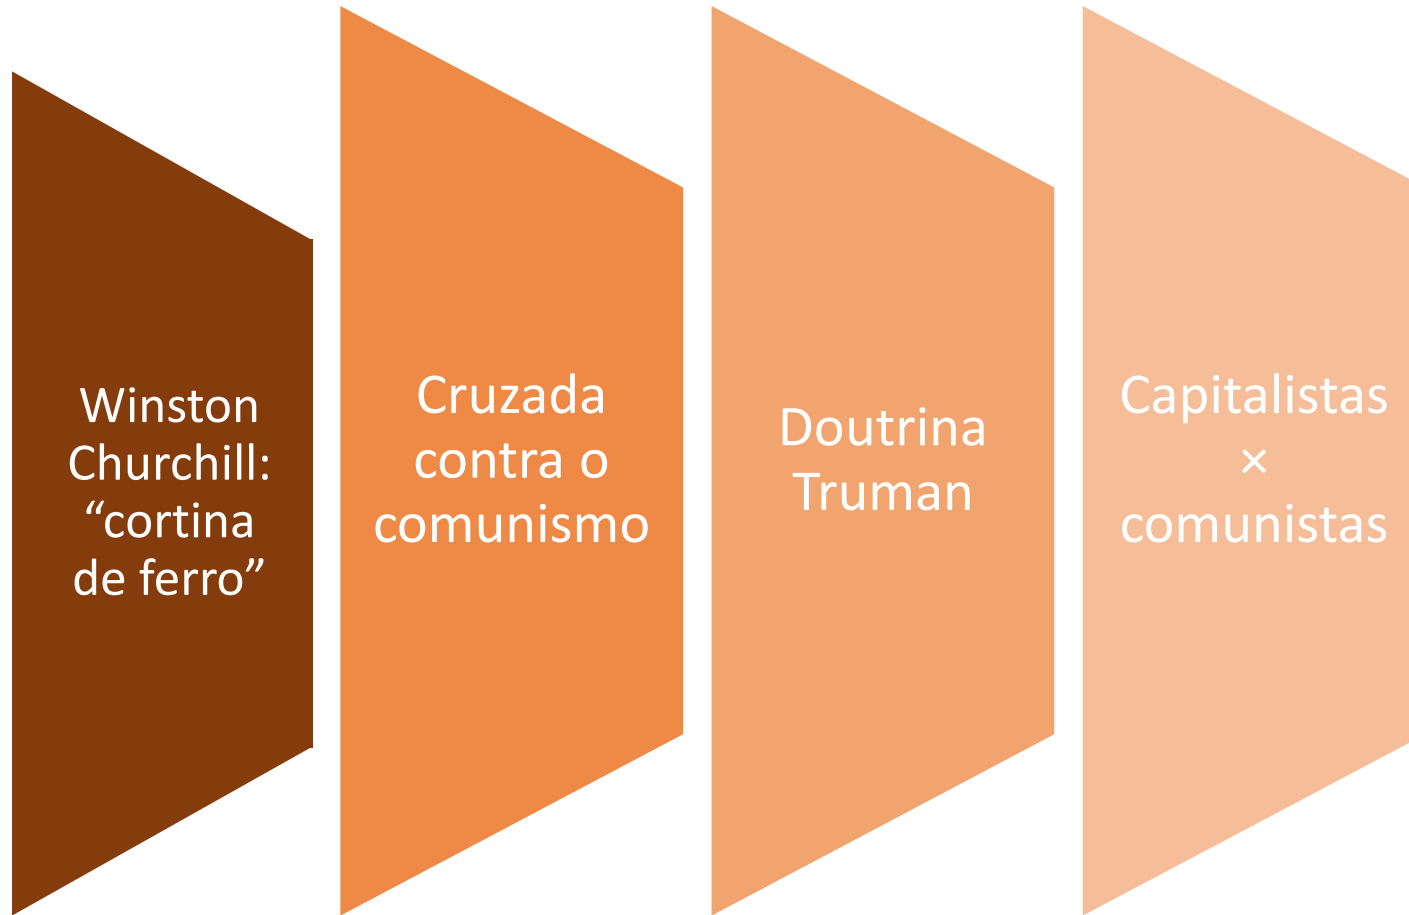 Winston
Churchill:
“cortina
de ferro”
Cruzada
contra o
comunismo
Doutrina
Truman
Capitalistas
×
comunistas